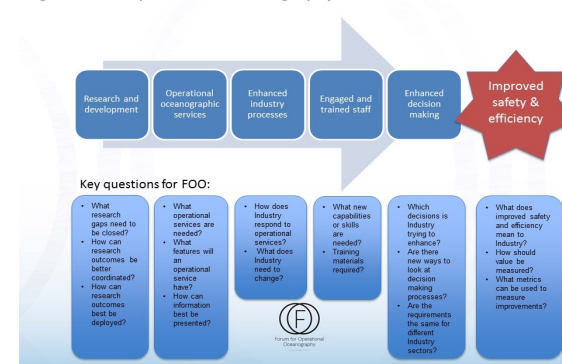 Research and
development
Operational
oceanographic
services
Enhanced
industry
processes
Engaged and
trained staff
Enhanced
decision
making
Improved
safety &
efficiency
Key questions for FOO:
• What
research
gaps need to
be closed?
• How can
research
outcomes be
better
coordinated?
• How can
research
outcomes
best be
deployed?
• What
operational
services are
needed?
• What
features will
an
operational
service
have?
• How can
information
best be
presented?
• How does
Industry
respond to
operational
services?
• What does
Industry
need to
change?
• What new
capabilities
or skills
are
needed?
• Training
materials
required?
• Which
decisions is
Industry
trying to
enhance?
• Are there
new ways to
look at
decision
making
processes?
• Are the
requirements
the same for
different
Industry
sectors?
• What does
improved safety
and efficiency
mean to
Industry?
• How should
value be
measured?
• What metrics
can be used to
measure
improvements?
Forum for Operational
Oceanography